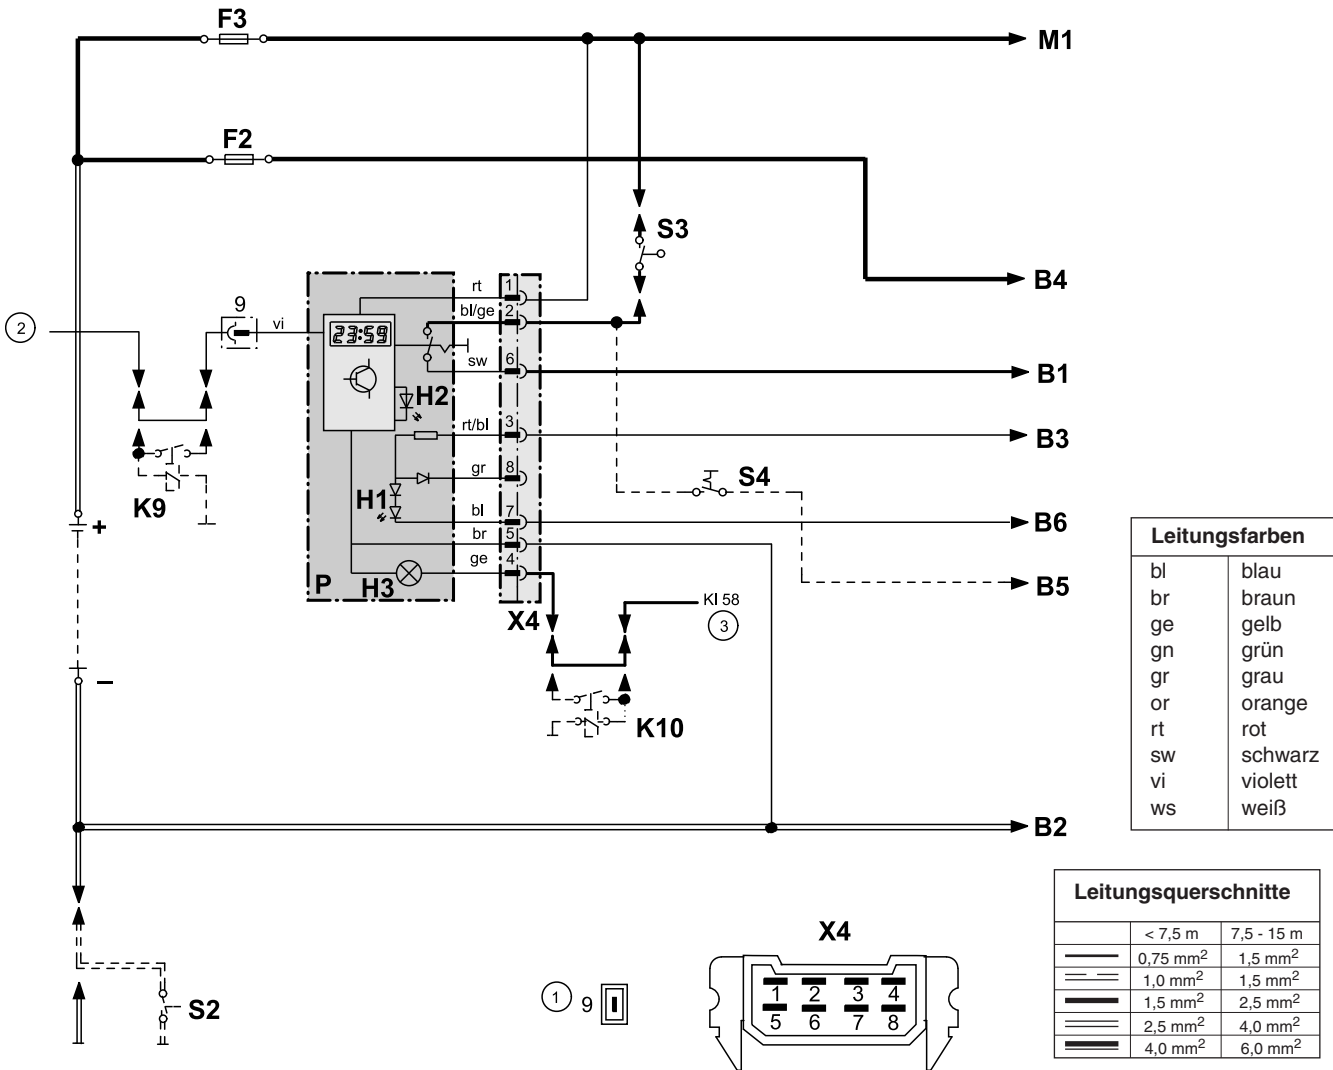 F3
M1
F2
S3
B4
rt
1
9
bl/ge
2
2
vi
23:59
sw
6
B1
H2
rt/bl
3
B3
gr
8
S4
H1
K9
bl
7
B6
+
br
5
ge
4
B5
P
H3
X4
Kl 58
3
–
K10
B2
S2
1
9
X4
1 2 3 4
5 6 7 8
Leitungsfarben
bl blau
br braun
ge gelb
gn grün
gr grau
or orange
rt rot
sw schwarz
vi violett
ws weiß
Leitungsquerschnitte
< 7,5 m 7,5 - 15 m
0,75 mm² 1,5 mm²
1,0 mm² 1,5 mm²
1,5 mm² 2,5 mm²
2,5 mm² 4,0 mm²
4,0 mm² 6,0 mm²